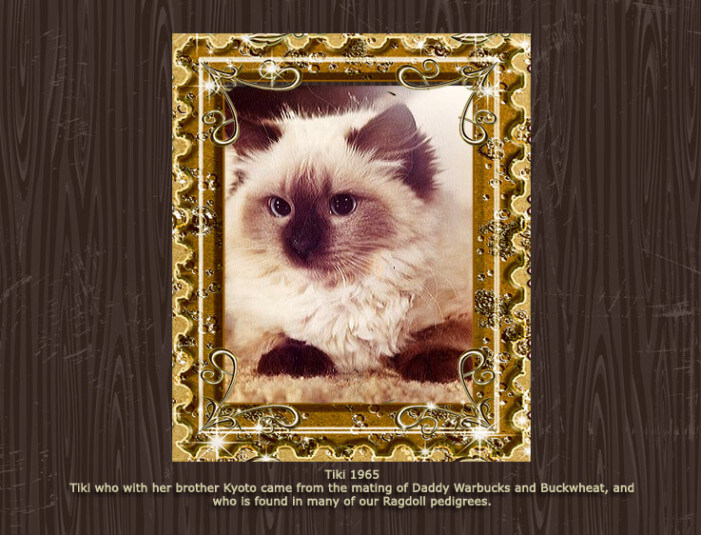 Tiki 1965
Tiki who with her brother Kyoto came from the mating of Daddy Warbucks and Buckwheat, and
who is found in many of our Ragdoll pedigrees.